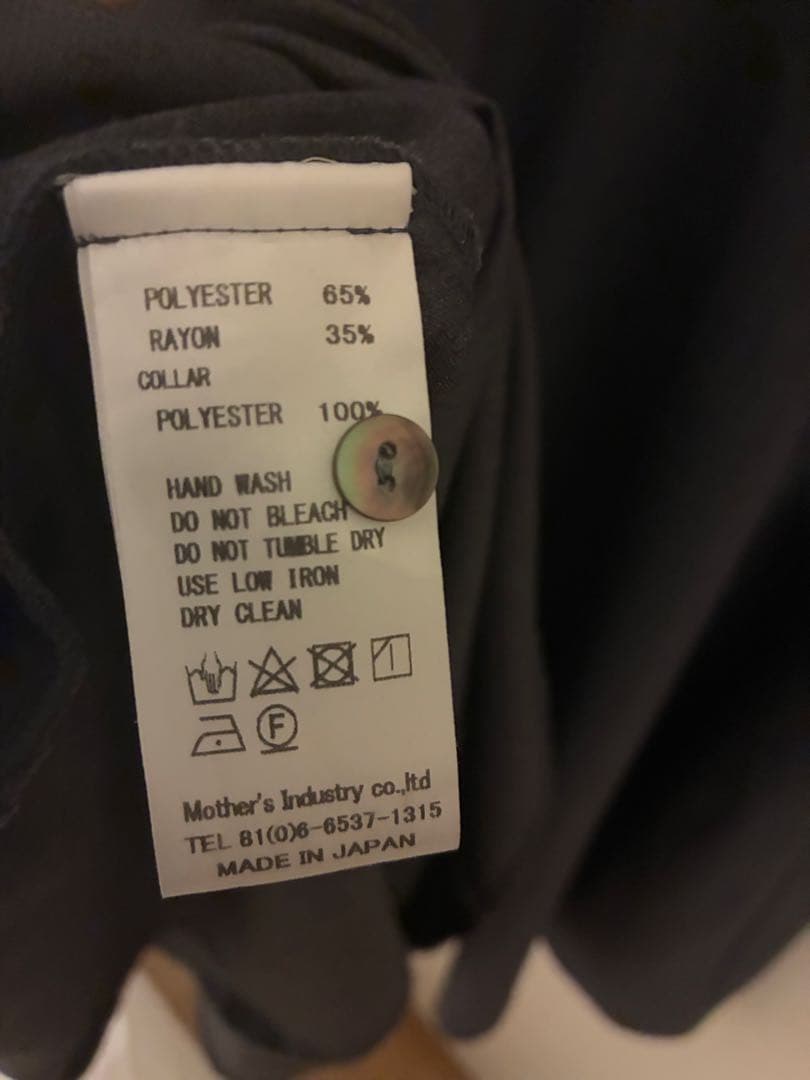 POLYESTER 65%
RAYON 35%
COLLAR
POLYESTER 100%
HAND WASH
DO NOT BLEACH
DO NOT TUMBLE DRY
USE LOW IRON
DRY CLEAN
F
Mother's Industry co.,ltd
TEL 81(0)6-6537-1315
MADE IN JAPAN